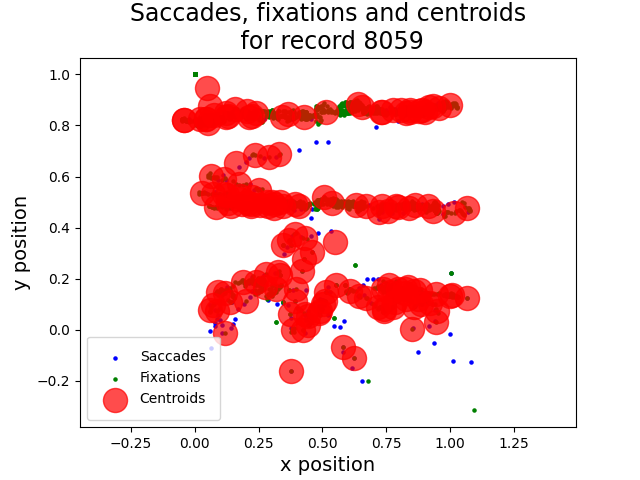 Saccades, fixations and centroids
for record 8059
1.0
0.8
0.6
0.4
0.2
0.0
−0.2
y position
Saccades
Fixations
Centroids
−0.25
0.00
0.25
0.50
0.75
1.00
1.25
x position